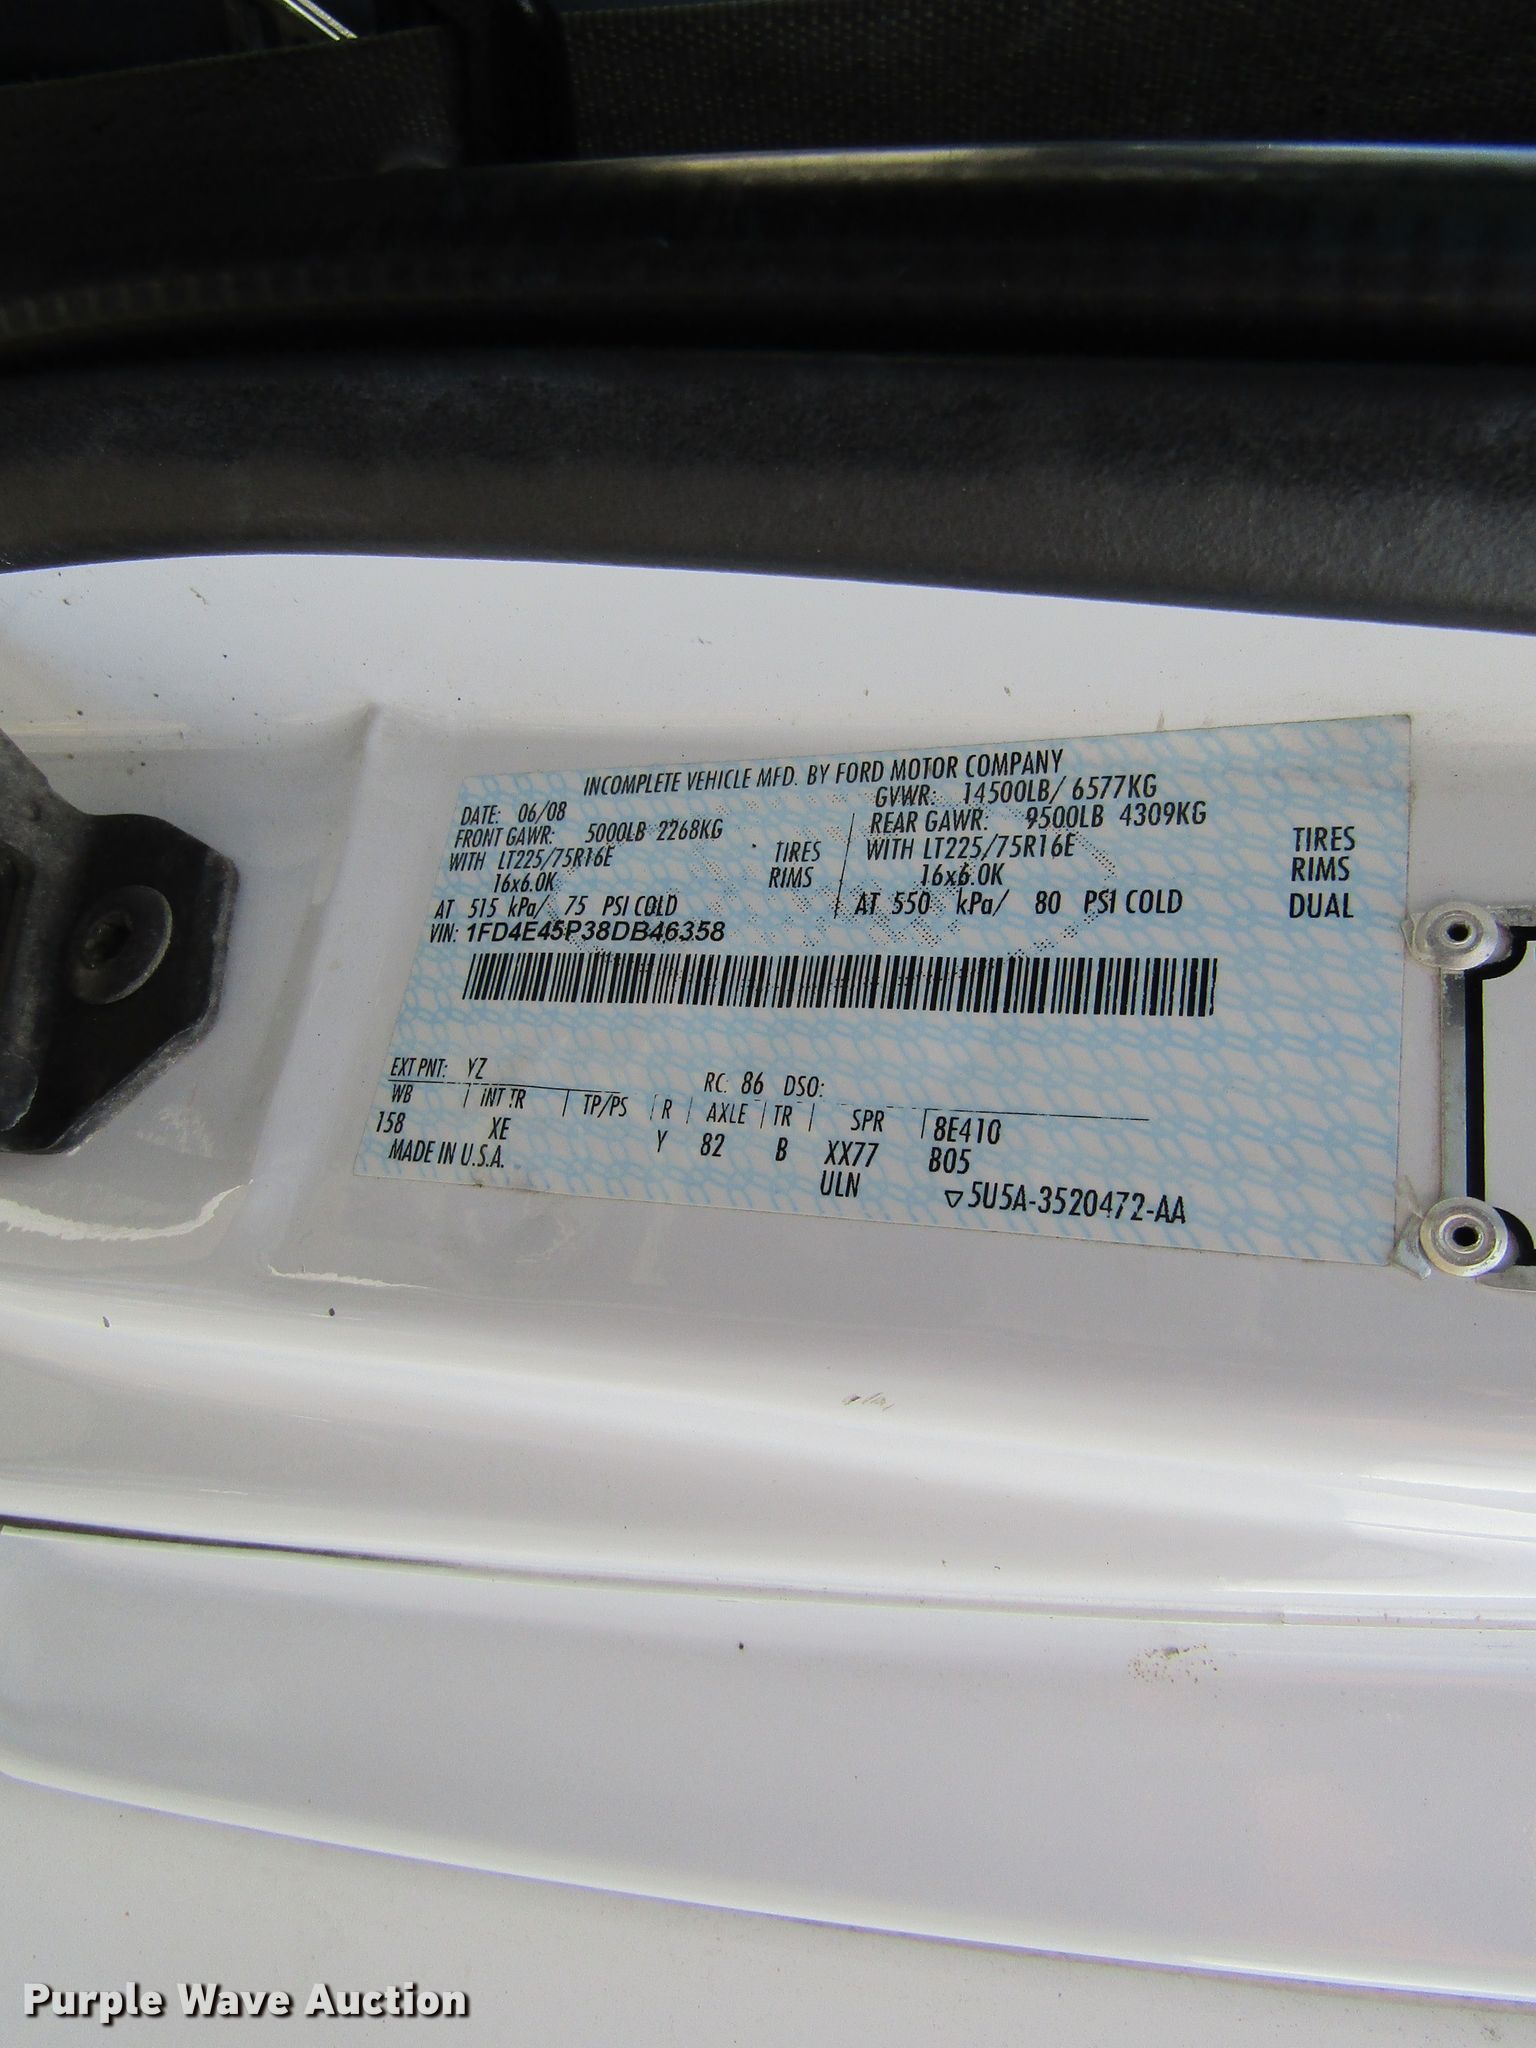 INCOMPLETE VEHICLE MFD. BY FORD MOTOR COMPANY
DATE: 06/08 GVWR: 14500LB/ 6577KG
FRONT GAWR: 5000LB 2268KG REAR GAWR: 9500LB 4309KG
WITH LT225/75R16E TIRES WITH LT225/75R16E TIRES
16x6.0K RIMS 16x6.0K RIMS
AT 515 kPa/ 75 PSI COLD AT 550 kPa/ 80 PSI COLD DUAL
VIN: 1FD4E45P38DB46358
EXT PNT: YZ RC: 86 DSO:
WB INT TR TP/PS R AXLE TR SPR 8E410
158 XE Y 82 B XX77 B05
MADE IN U.S.A. ULN ▽5U5A-3520472-AA
Purple Wave Auction